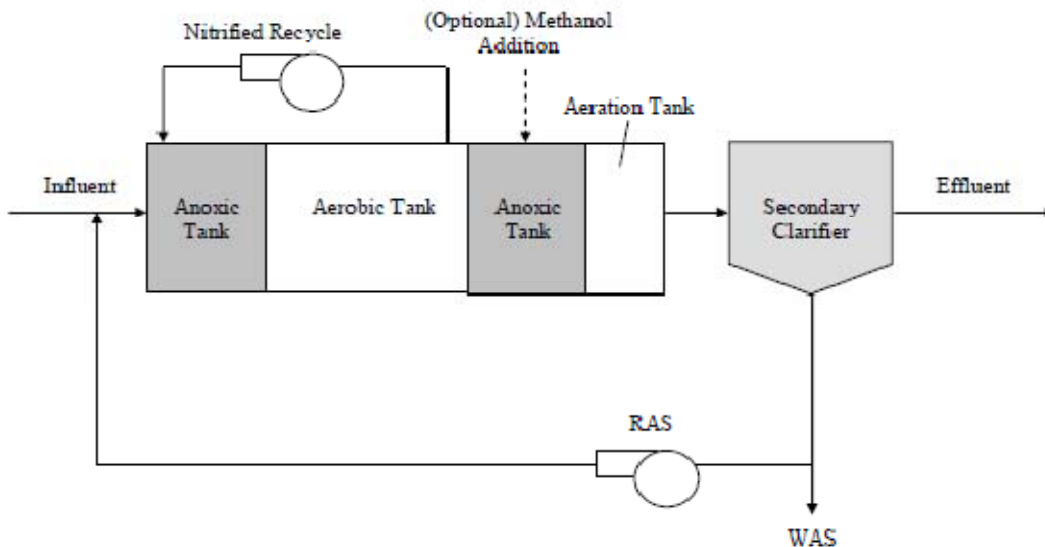 (Optional) Methanol
Addition
Nitrified Recycle
Aeration Tank
Influent
Anoxic
Tank
Aerobic Tank
Anoxic
Tank
Secondary
Clarifier
Effluent
RAS
WAS